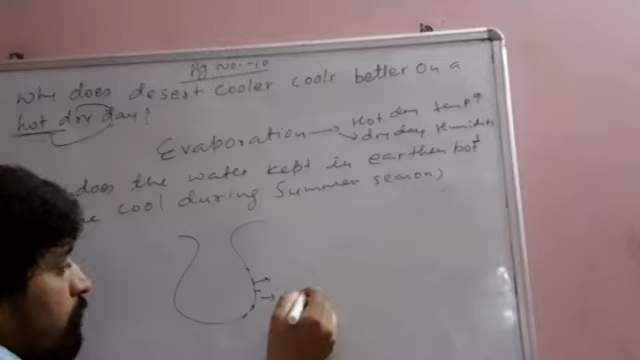 Pg No.-10
Why does desert cooler cools better on a
hot dry day?
Evaporation → Hot day temp↑
→ dry day Humidity
does the water kept in earthen pot
cool during Summer season?